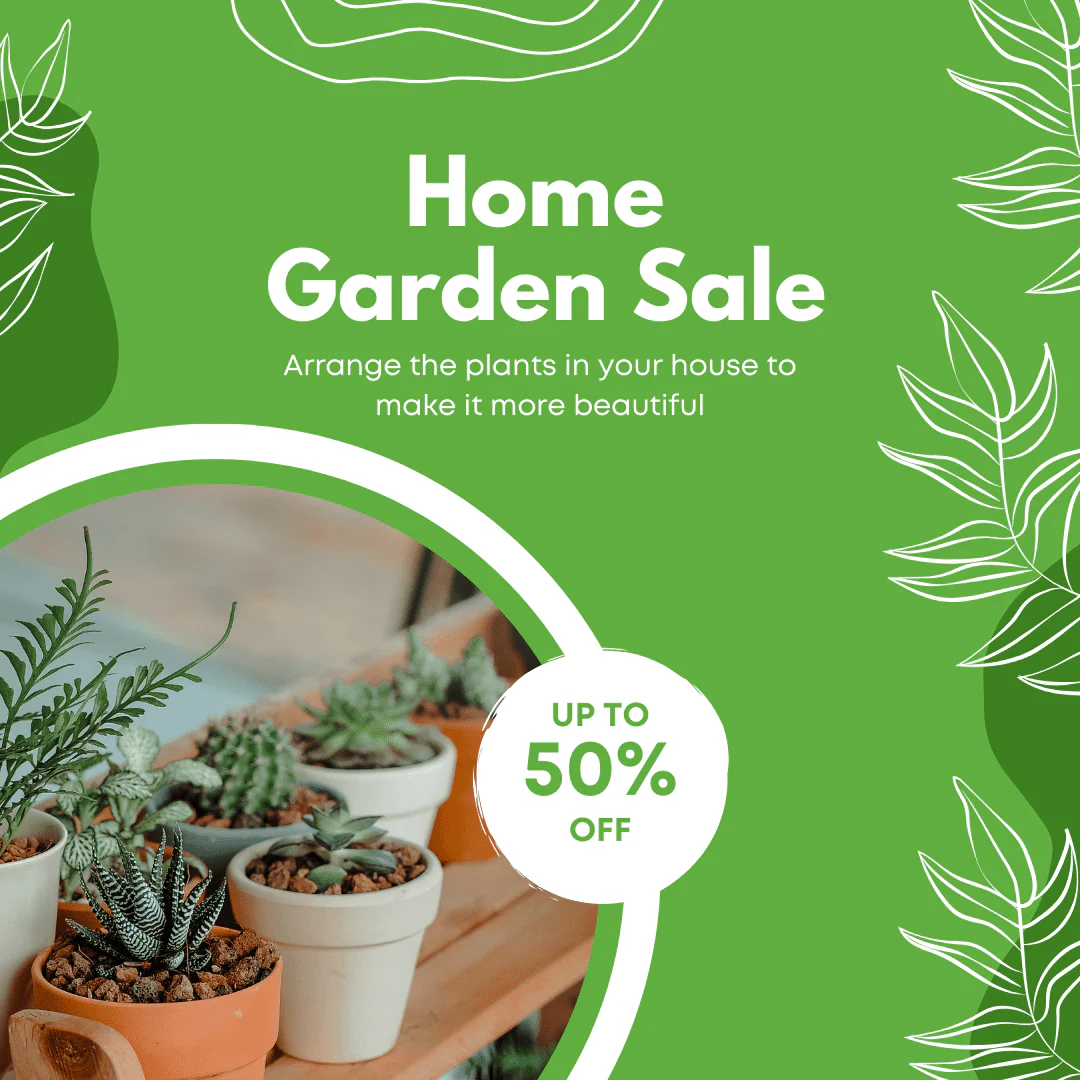 Home
Garden Sale
Arrange the plants in your house to
make it more beautiful
UP TO
50%
OFF